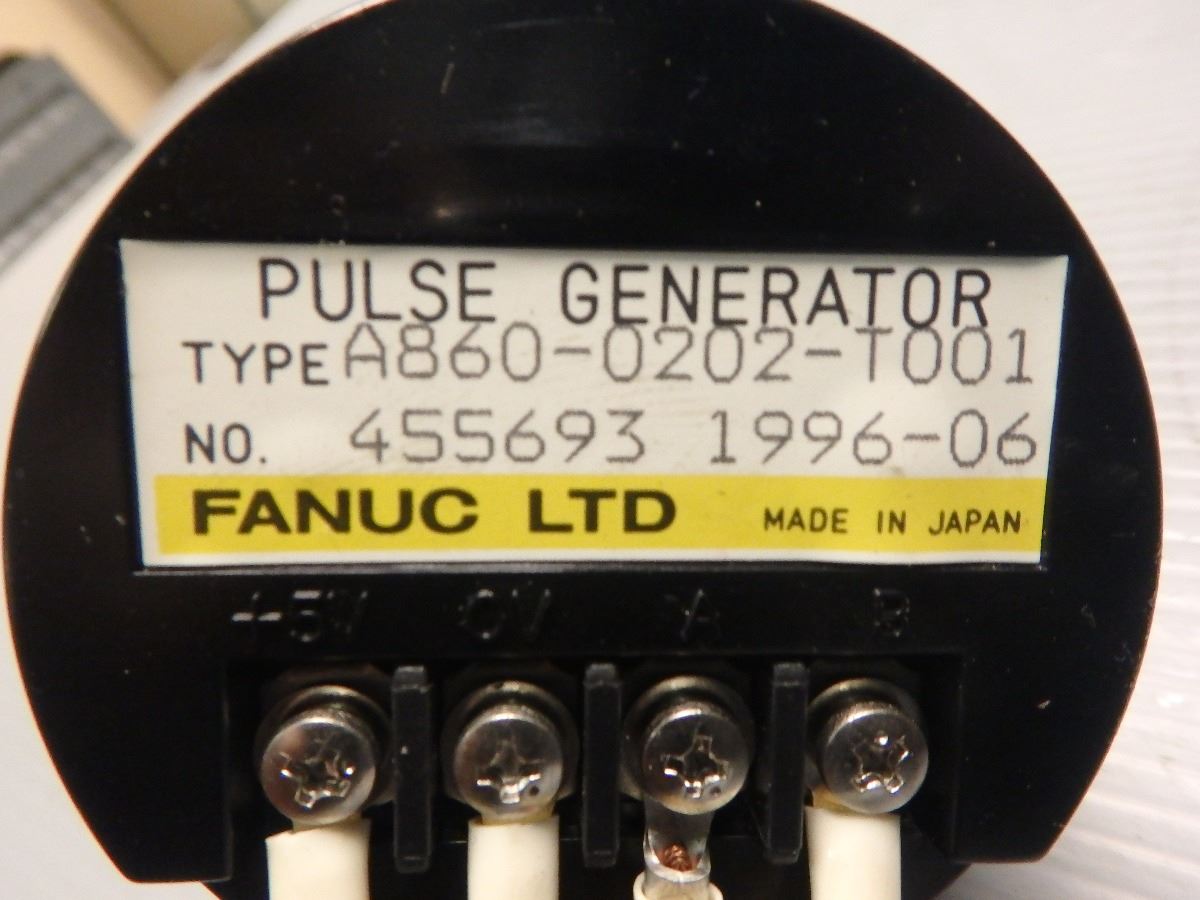 PULSE GENERATOR
TYPE A860-0202-T001
NO. 455693 1996-06
FANUC LTD MADE IN JAPAN
+5V 0V A B